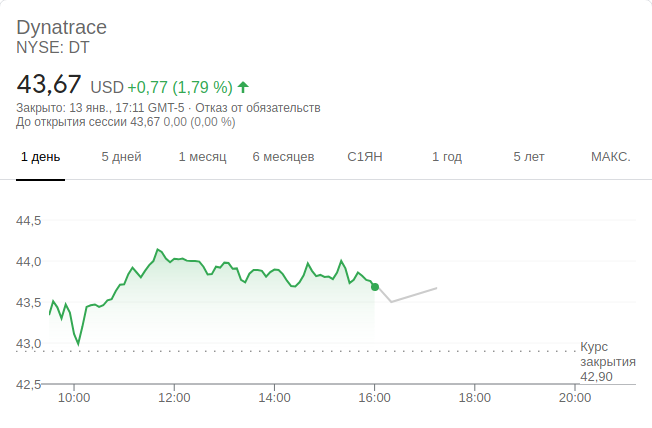 Dynatrace
NYSE: DT
43,67 USD +0,77 (1,79 %)
Закрыто: 13 янв., 17:11 GMT-5 · Отказ от обязательств
До открытия сессии 43,67 0,00 (0,00 %)
1 день 5 дней 1 месяц 6 месяцев С1ЯН 1 год 5 лет МАКС.
44,5
44,0
43,5
43,0
Курс
закрытия
42,90
42,5
10:00 12:00 14:00 16:00 18:00 20:00